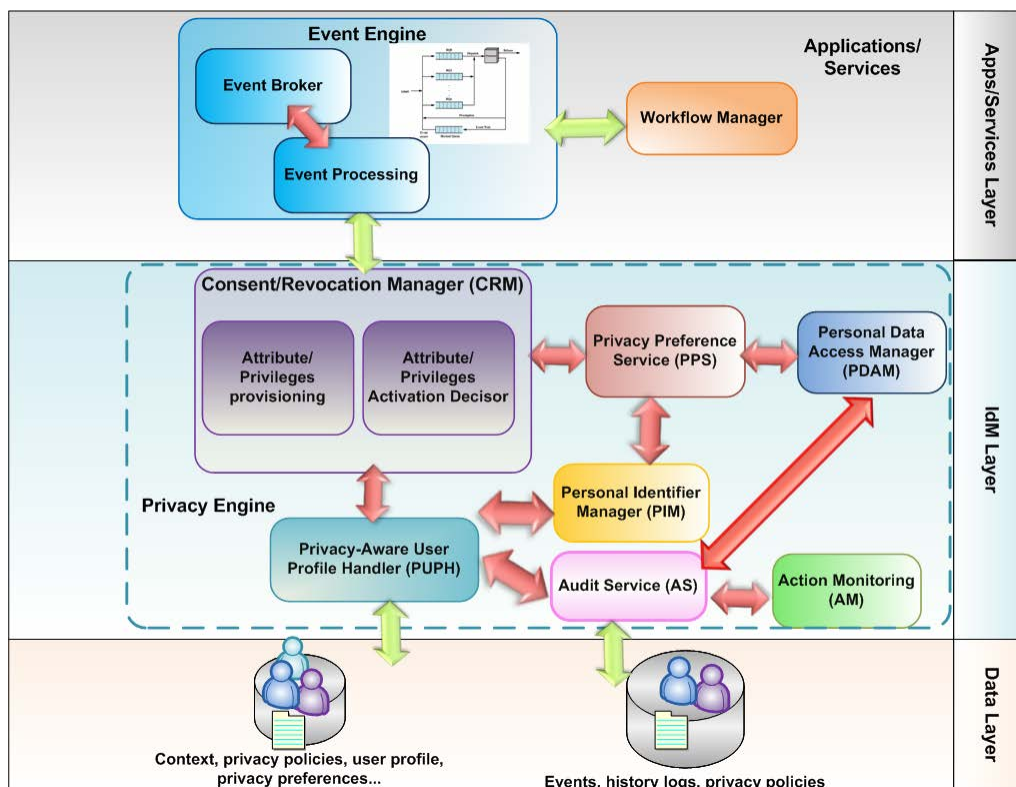 Event Engine
Event Broker
Event Processing
Applications/
Services
Workflow Manager
Apps/Services Layer
Consent/Revocation Manager (CRM)
Attribute/
Privileges
provisioning
Attribute/
Privileges
Activation Decisor
Privacy Preference
Service (PPS)
Personal Data
Access Manager
(PDAM)
IdM Layer
Privacy Engine
Personal Identifier
Manager (PIM)
Privacy-Aware User
Profile Handler (PUPH)
Audit Service (AS)
Action Monitoring
(AM)
Data Layer
Context, privacy policies, user profile,
privacy preferences...
Events, history logs, privacy policies